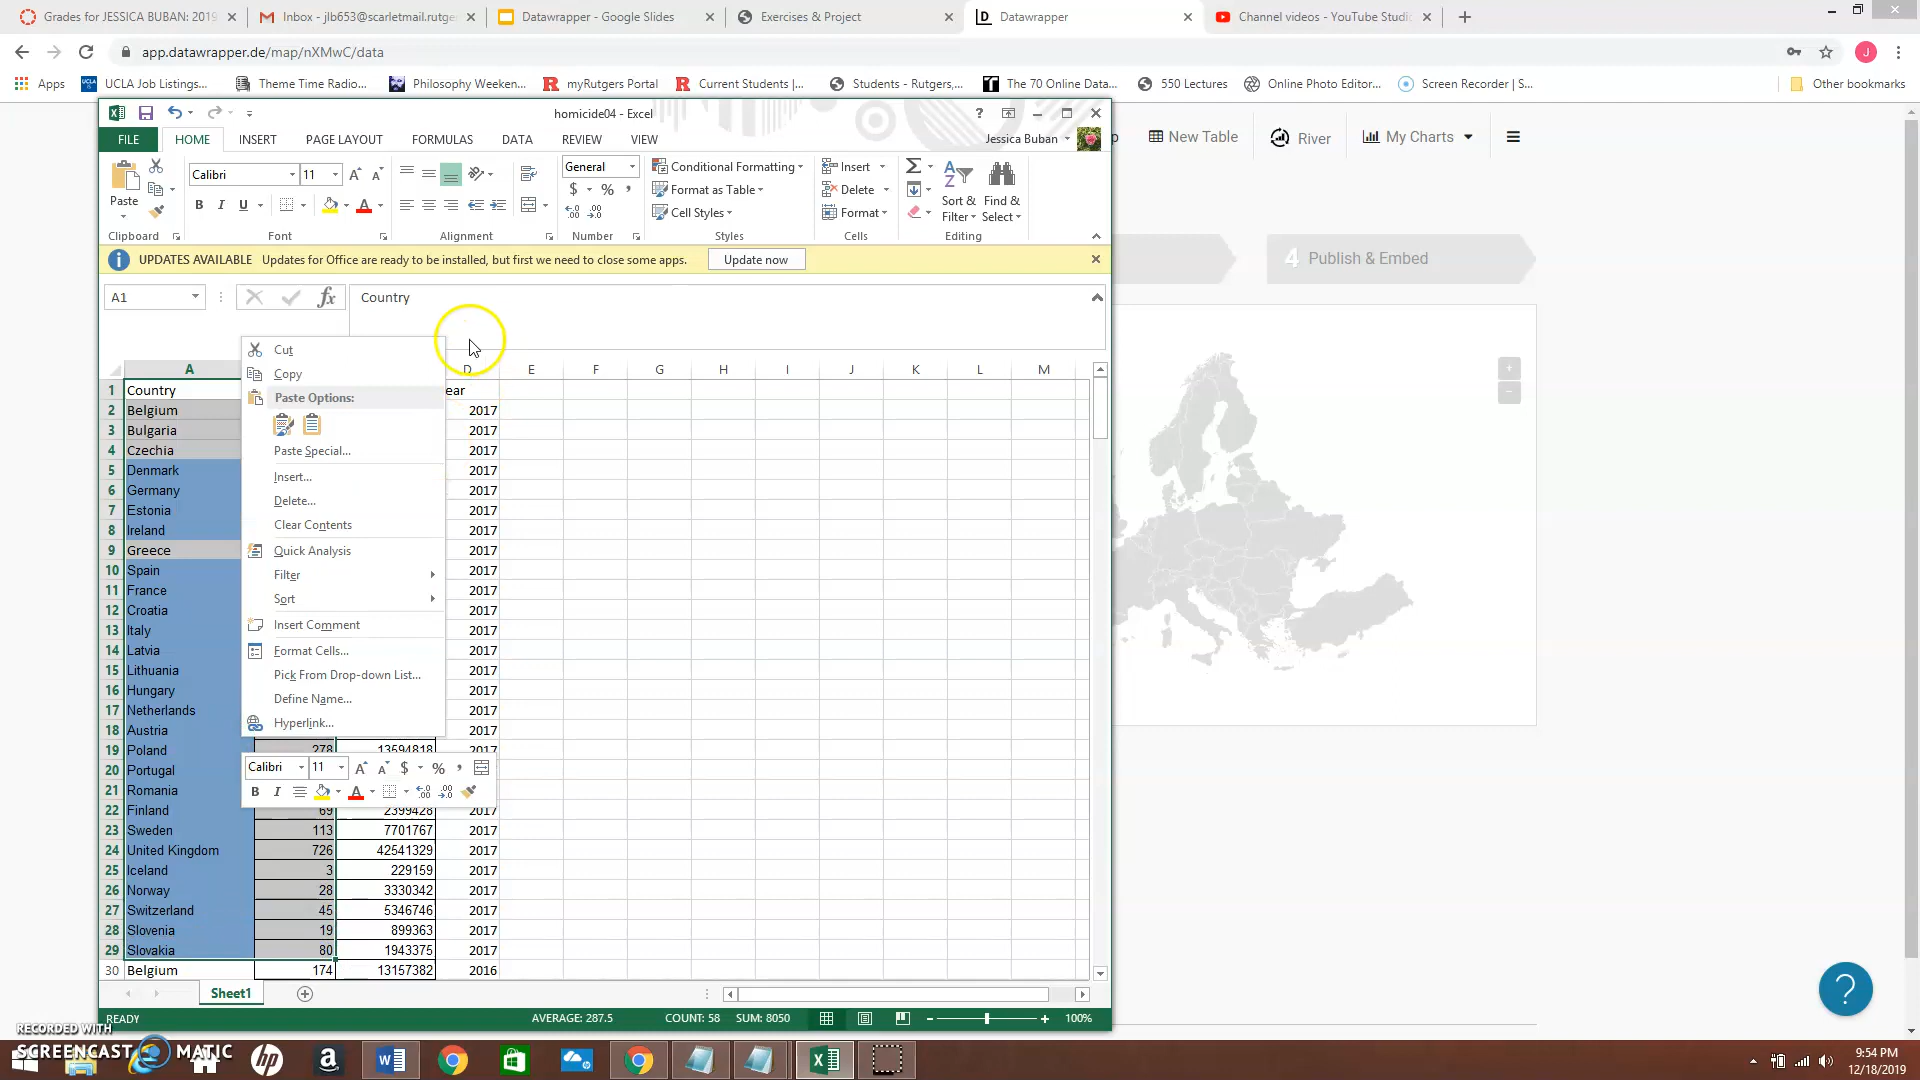 Grades for JESSICA BUBAN: 2019
Inbox - jlb653@scarletmail.rutge
Datawrapper - Google Slides
Exercises & Project
Datawrapper
Channel videos - YouTube Studi
app.datawrapper.de/map/nXMwC/data
Apps
UCLA Job Listings...
Theme Time Radio...
Philosophy Weeken...
myRutgers Portal
Current Students |...
Students - Rutgers,...
The 70 Online Data...
550 Lectures
Online Photo Editor...
Screen Recorder | S...
Other bookmarks
homicide04 - Excel
FILE
HOME
INSERT
PAGE LAYOUT
FORMULAS
DATA
REVIEW
VIEW
Jessica Buban
New Table
River
My Charts
Calibri
11
General
Conditional Formatting
Insert
Paste
Format as Table
Delete
Sort & Filter
Find & Select
Cell Styles
Format
Clipboard
Font
Alignment
Number
Styles
Cells
Editing
UPDATES AVAILABLE Updates for Office are ready to be installed, but first we need to close some apps.
Update now
4 Publish & Embed
A1
fx
Country
Cut
Copy
Paste Options:
Paste Special...
Insert...
Delete...
Clear Contents
Quick Analysis
Filter
Sort
Insert Comment
Format Cells...
Pick From Drop-down List...
Define Name...
Hyperlink...
A D E F G H I J K L M
1 Country ear
2 Belgium 2017
3 Bulgaria 2017
4 Czechia 2017
5 Denmark 2017
6 Germany 2017
7 Estonia 2017
8 Ireland 2017
9 Greece 2017
10 Spain 2017
11 France 2017
12 Croatia 2017
13 Italy 2017
14 Latvia 2017
15 Lithuania 2017
16 Hungary 2017
17 Netherlands 2017
18 Austria 2017
19 Poland 278 13594818 2017
20 Portugal
21 Romania
22 Finland 69 2399428 2017
23 Sweden 113 7701767 2017
24 United Kingdom 726 42541329 2017
25 Iceland 3 229159 2017
26 Norway 28 3330342 2017
27 Switzerland 45 5346746 2017
28 Slovenia 19 899363 2017
29 Slovakia 80 1943375 2017
30 Belgium 174 13157382 2016
Calibri 11
Sheet1
READY
AVERAGE: 287.5
COUNT: 58
SUM: 8050
100%
RECORDED WITH
SCREENCAST MATIC
9:54 PM
12/18/2019